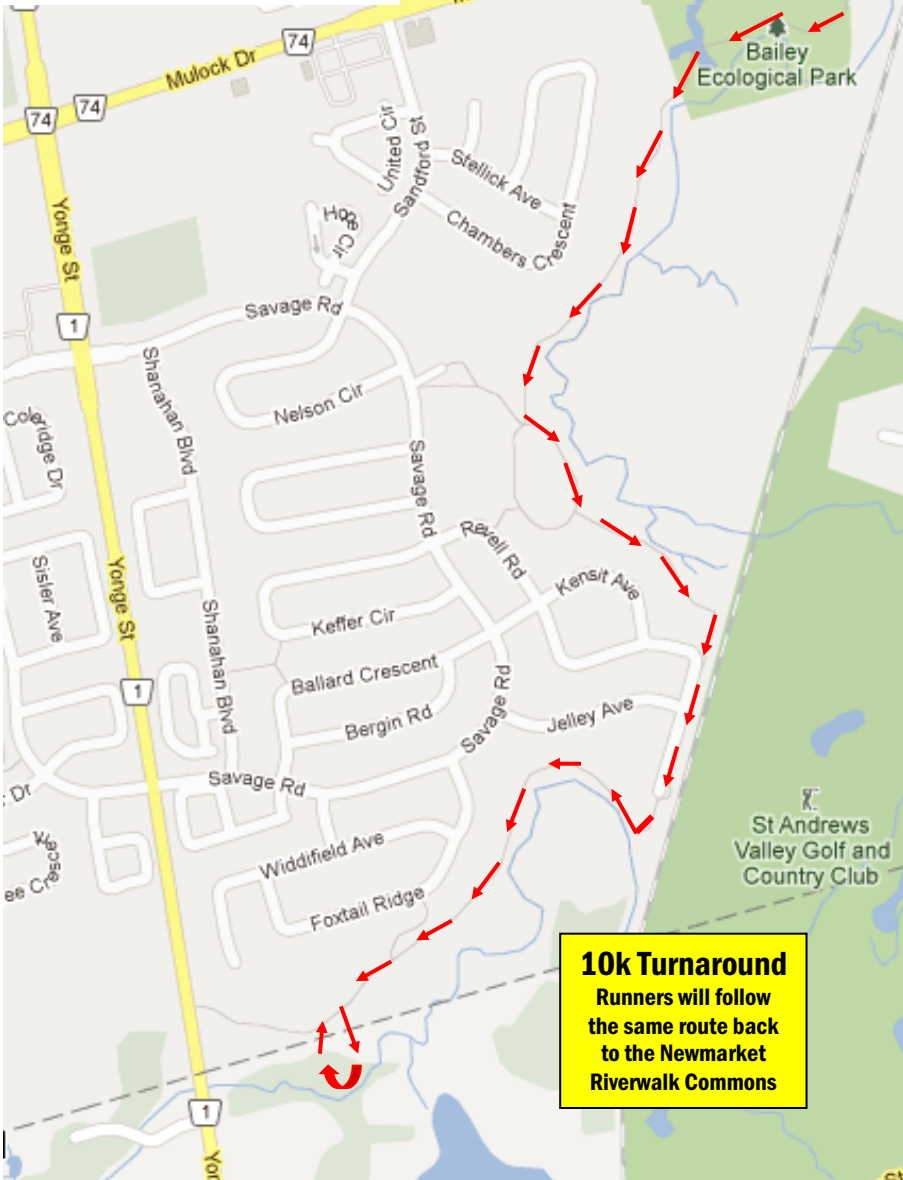 74
Mulock Dr
74
74
Bailey
Ecological Park
United Cir
Sandford St
Stellick Ave
Yonge St
Chambers Crescent
Savage Rd
1
Shanahan Blvd
Nelson Cir
Savage Rd
Revell Rd
Kensit Ave
Yonge St
Sisler Ave
Shanahan Blvd
Keffer Cir
Ballard Crescent
1
Bergin Rd
Savage Rd
Jelley Ave
Dr
Savage Rd
St Andrews
Valley Golf and
Country Club
Widdifield Ave
Foxtail Ridge
10k Turnaround
Runners will follow
the same route back
to the Newmarket
Riverwalk Commons
1